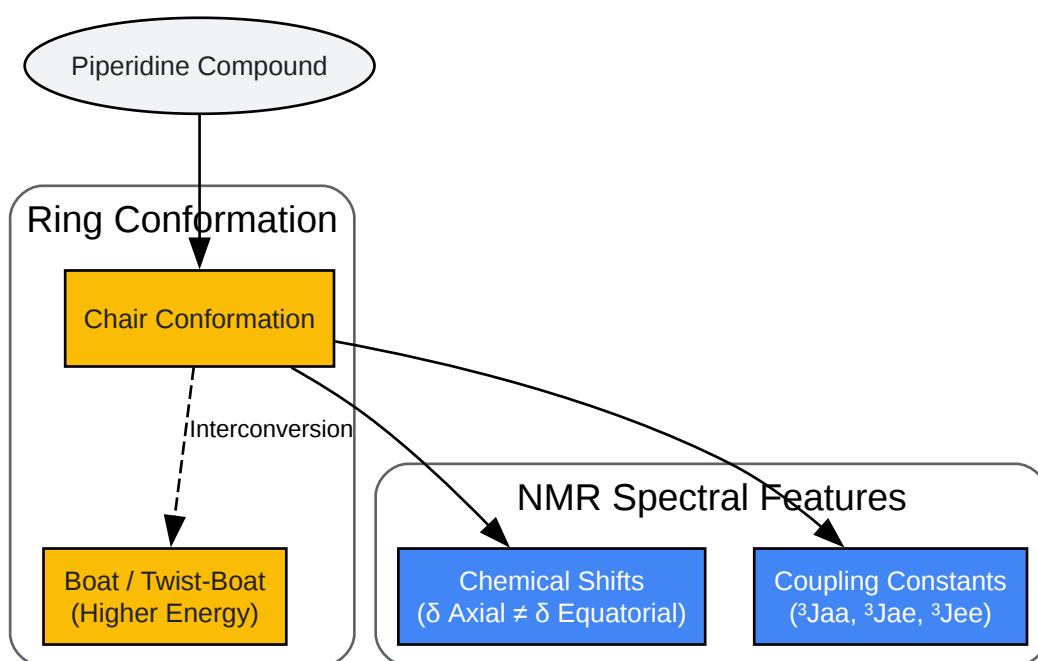 Piperidine Compound
Ring Conformation
Chair Conformation
Interconversion
Boat / Twist-Boat
(Higher Energy)
NMR Spectral Features
Chemical Shifts
(δ Axial ≠ δ Equatorial)
Coupling Constants
(³Jaa, ³Jae, ³Jee)